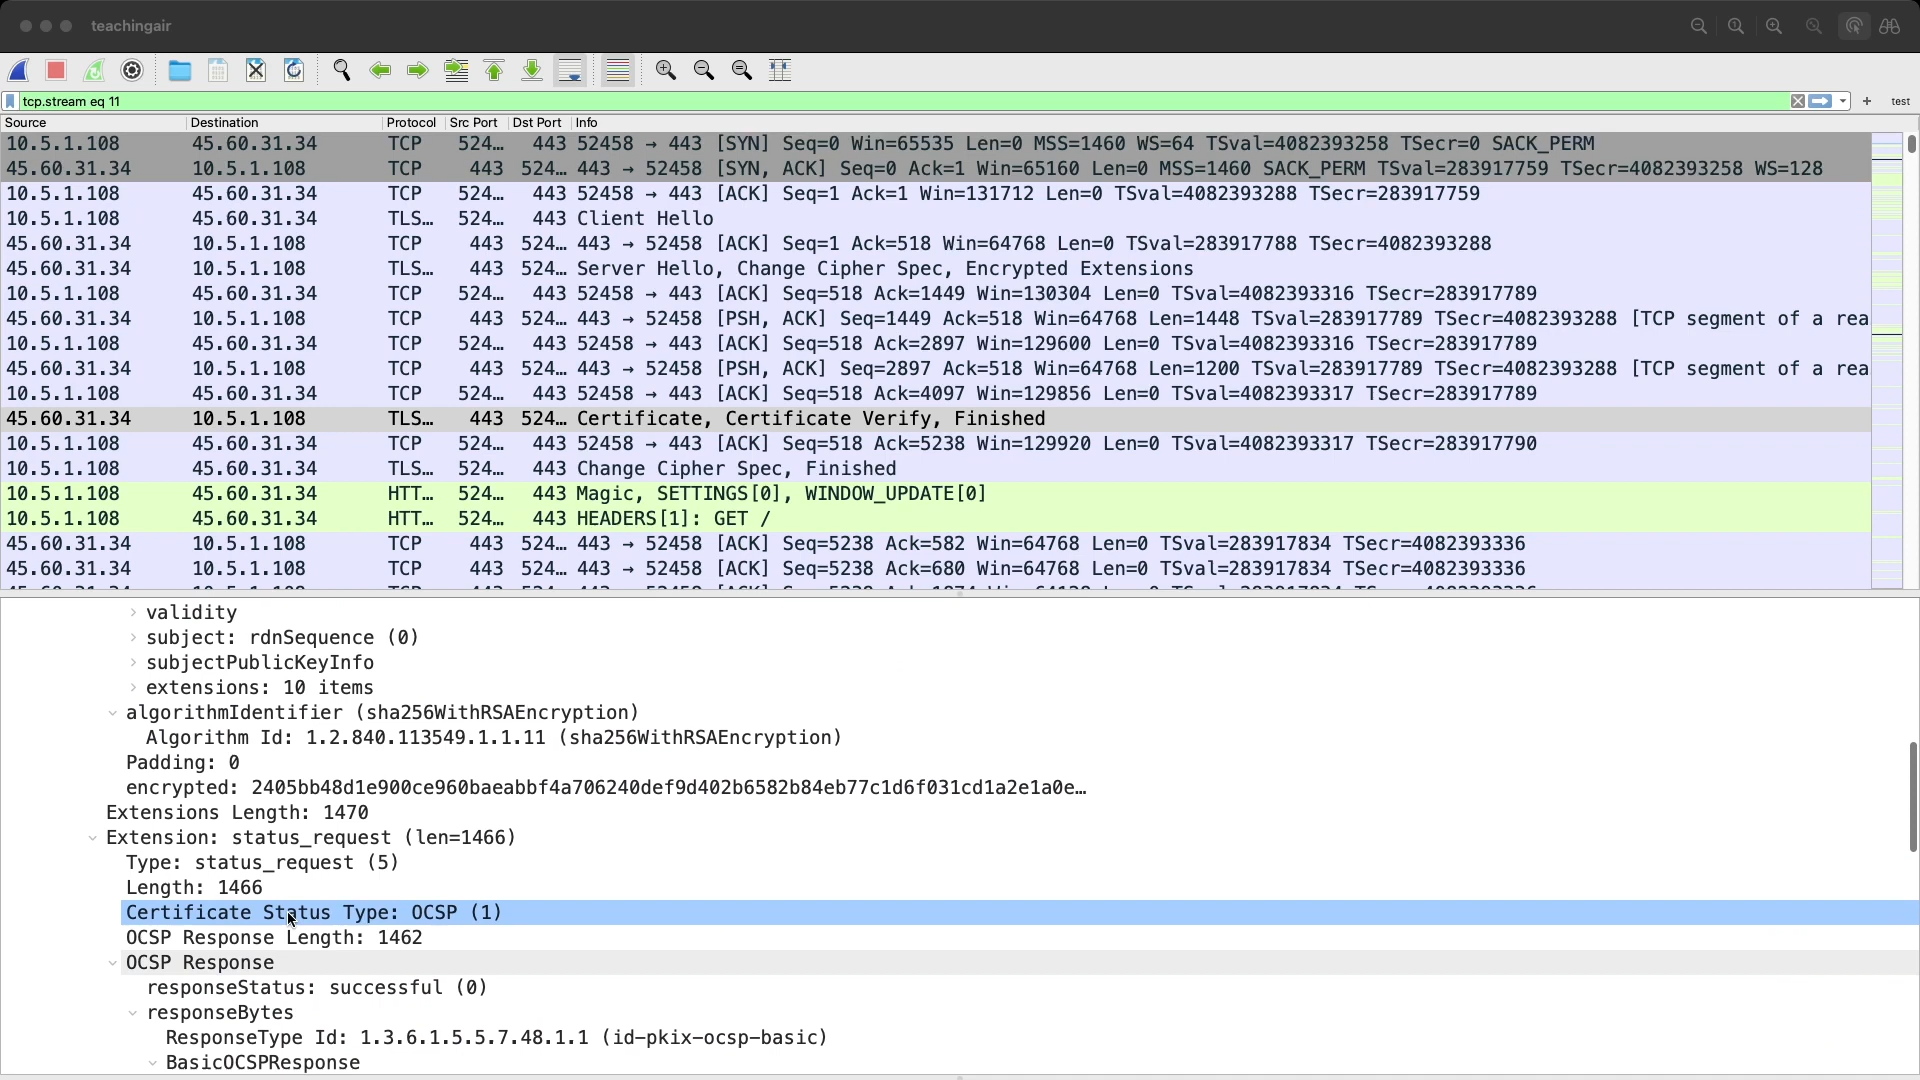 teachingair
tcp.stream eq 11
+ test
Source Destination Protocol Src Port Dst Port Info
10.5.1.108 45.60.31.34 TCP 524… 443 52458 → 443 [SYN] Seq=0 Win=65535 Len=0 MSS=1460 WS=64 TSval=4082393258 TSecr=0 SACK_PERM
45.60.31.34 10.5.1.108 TCP 443 524… 443 → 52458 [SYN, ACK] Seq=0 Ack=1 Win=65160 Len=0 MSS=1460 SACK_PERM TSval=283917759 TSecr=4082393258 WS=128
10.5.1.108 45.60.31.34 TCP 524… 443 52458 → 443 [ACK] Seq=1 Ack=1 Win=131712 Len=0 TSval=4082393288 TSecr=283917759
10.5.1.108 45.60.31.34 TLS… 524… 443 Client Hello
45.60.31.34 10.5.1.108 TCP 443 524… 443 → 52458 [ACK] Seq=1 Ack=518 Win=64768 Len=0 TSval=283917788 TSecr=4082393288
45.60.31.34 10.5.1.108 TLS… 443 524… Server Hello, Change Cipher Spec, Encrypted Extensions
10.5.1.108 45.60.31.34 TCP 524… 443 52458 → 443 [ACK] Seq=518 Ack=1449 Win=130304 Len=0 TSval=4082393316 TSecr=283917789
45.60.31.34 10.5.1.108 TCP 443 524… 443 → 52458 [PSH, ACK] Seq=1449 Ack=518 Win=64768 Len=1448 TSval=283917789 TSecr=4082393288 [TCP segment of a rea
10.5.1.108 45.60.31.34 TCP 524… 443 52458 → 443 [ACK] Seq=518 Ack=2897 Win=129600 Len=0 TSval=4082393316 TSecr=283917789
45.60.31.34 10.5.1.108 TCP 443 524… 443 → 52458 [PSH, ACK] Seq=2897 Ack=518 Win=64768 Len=1200 TSval=283917789 TSecr=4082393288 [TCP segment of a rea
10.5.1.108 45.60.31.34 TCP 524… 443 52458 → 443 [ACK] Seq=518 Ack=4097 Win=129856 Len=0 TSval=4082393317 TSecr=283917789
45.60.31.34 10.5.1.108 TLS… 443 524… Certificate, Certificate Verify, Finished
10.5.1.108 45.60.31.34 TCP 524… 443 52458 → 443 [ACK] Seq=518 Ack=5238 Win=129920 Len=0 TSval=4082393317 TSecr=283917790
10.5.1.108 45.60.31.34 TLS… 524… 443 Change Cipher Spec, Finished
10.5.1.108 45.60.31.34 HTT… 524… 443 Magic, SETTINGS[0], WINDOW_UPDATE[0]
10.5.1.108 45.60.31.34 HTT… 524… 443 HEADERS[1]: GET /
45.60.31.34 10.5.1.108 TCP 443 524… 443 → 52458 [ACK] Seq=5238 Ack=582 Win=64768 Len=0 TSval=283917834 TSecr=4082393336
45.60.31.34 10.5.1.108 TCP 443 524… 443 → 52458 [ACK] Seq=5238 Ack=680 Win=64768 Len=0 TSval=283917834 TSecr=4082393336
validity
subject: rdnSequence (0)
subjectPublicKeyInfo
extensions: 10 items
algorithmIdentifier (sha256WithRSAEncryption)
Algorithm Id: 1.2.840.113549.1.1.11 (sha256WithRSAEncryption)
Padding: 0
encrypted: 2405bb48d1e900ce960baeabbf4a706240def9d402b6582b84eb77c1d6f031cd1a2e1a0e…
Extensions Length: 1470
Extension: status_request (len=1466)
Type: status_request (5)
Length: 1466
Certificate Status Type: OCSP (1)
OCSP Response Length: 1462
OCSP Response
responseStatus: successful (0)
responseBytes
ResponseType Id: 1.3.6.1.5.5.7.48.1.1 (id-pkix-ocsp-basic)
BasicOCSPResponse